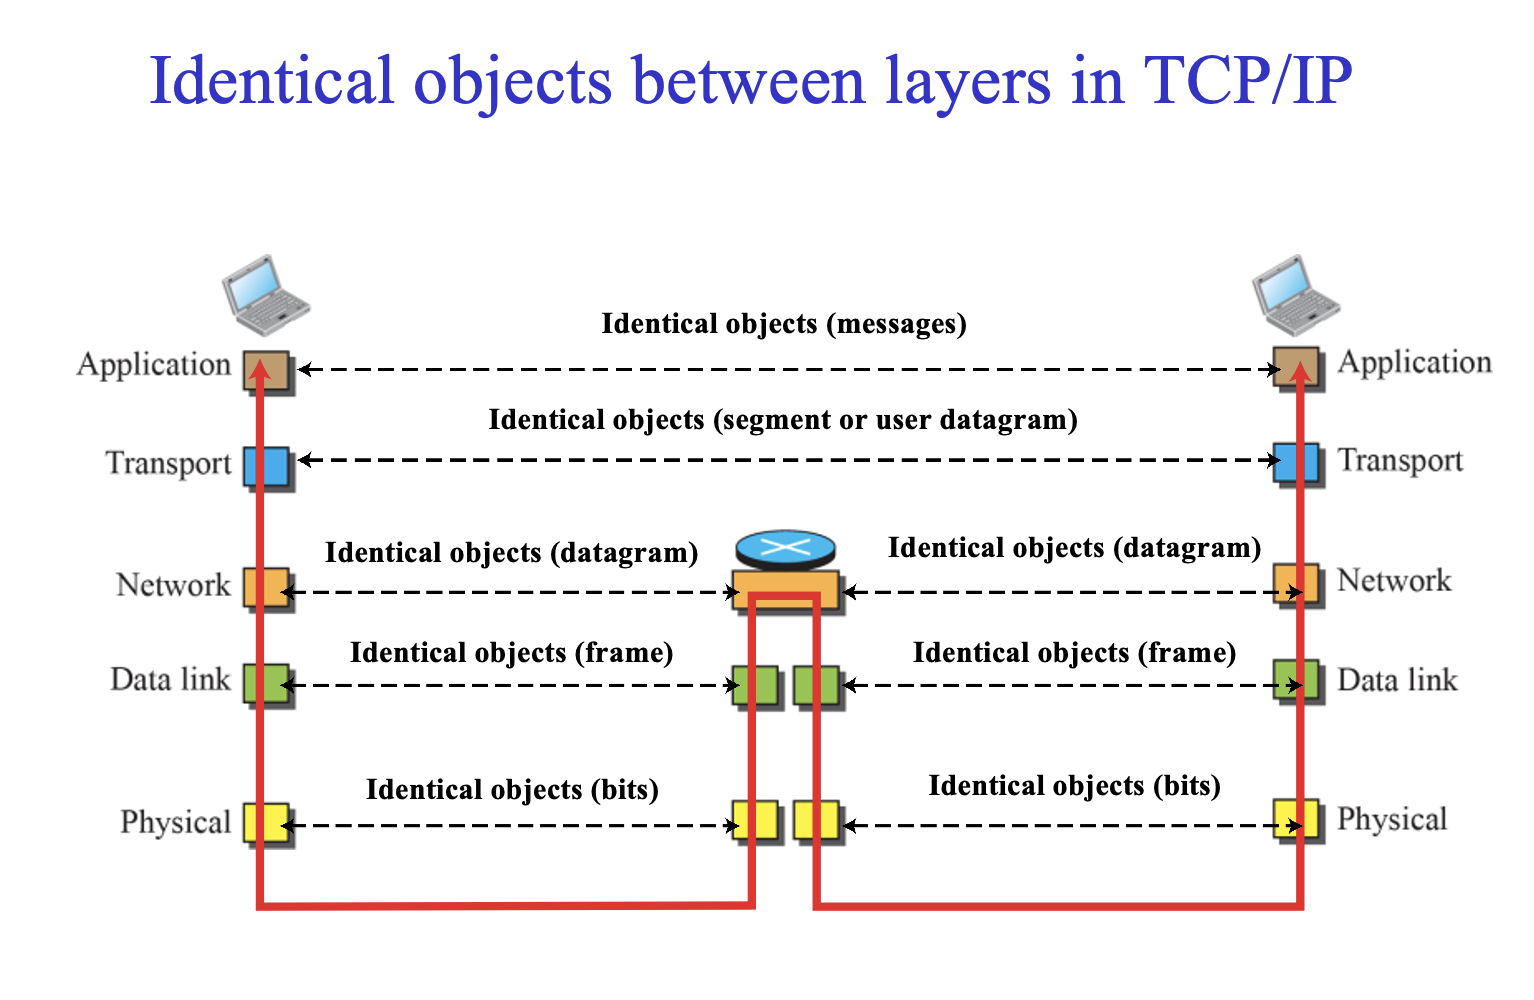 Identical objects between layers in TCP/IP
Identical objects (messages)
Application
Application
Identical objects (segment or user datagram)
Transport
Transport
Identical objects (datagram)
Identical objects (datagram)
Network
Network
Identical objects (frame)
Identical objects (frame)
Data link
Data link
Identical objects (bits)
Identical objects (bits)
Physical
Physical